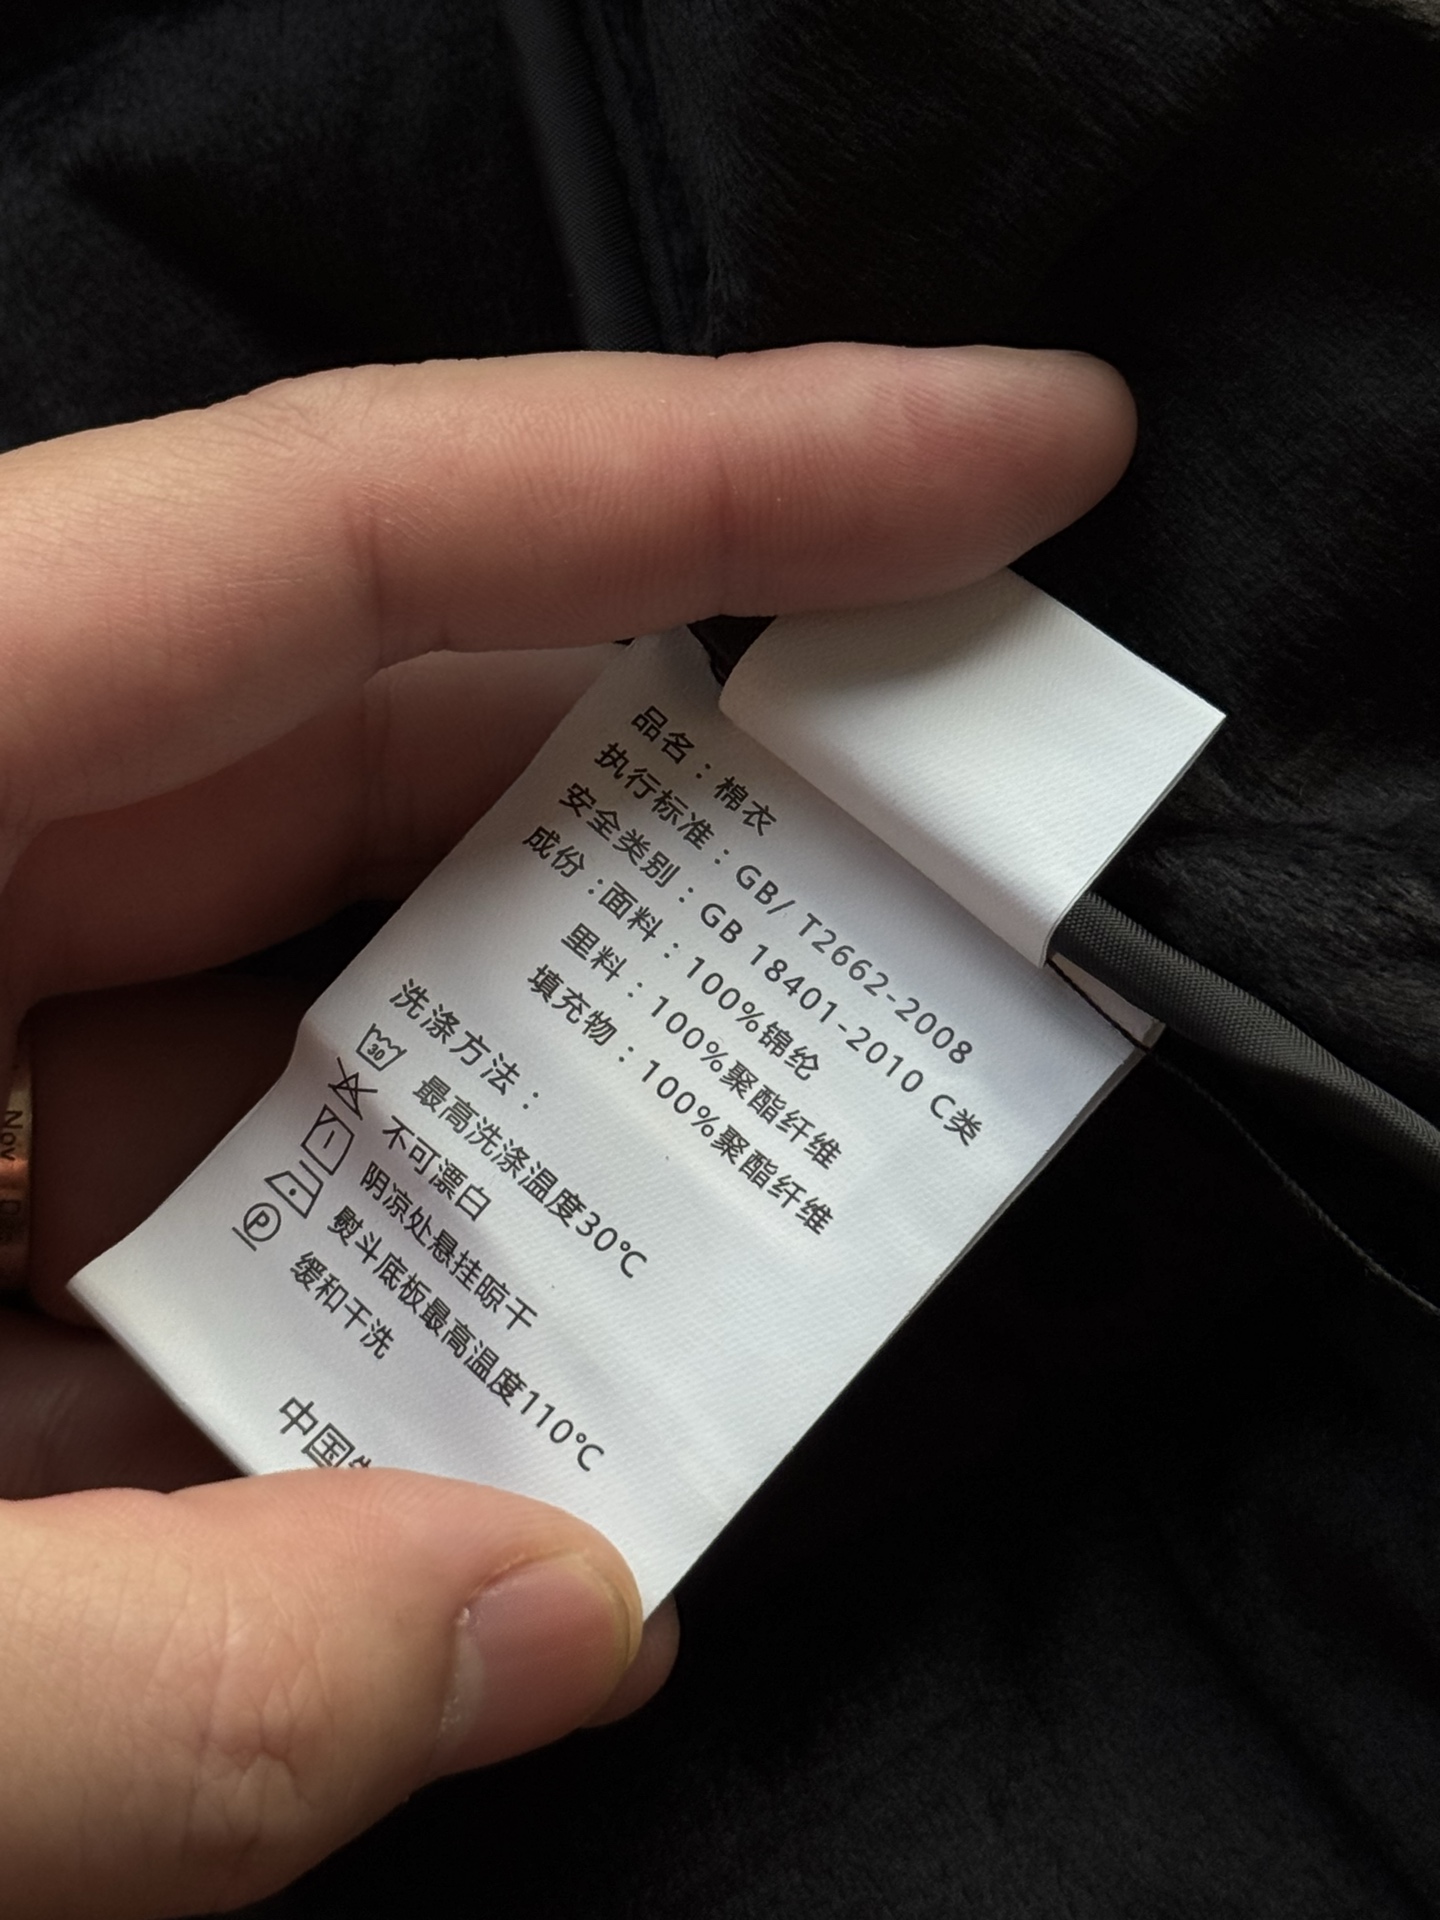 品名：棉衣
执行标准：GB/ T2662-2008
安全类别：GB 18401-2010 C类
成份：面料：100%锦纶
里料：100%聚酯纤维
填充物：100%聚酯纤维
洗涤方法：
30 最高洗涤温度30℃
不可漂白
阴凉处悬挂晾干
熨斗底板最高温度110℃
P 缓和干洗
中国
Nov